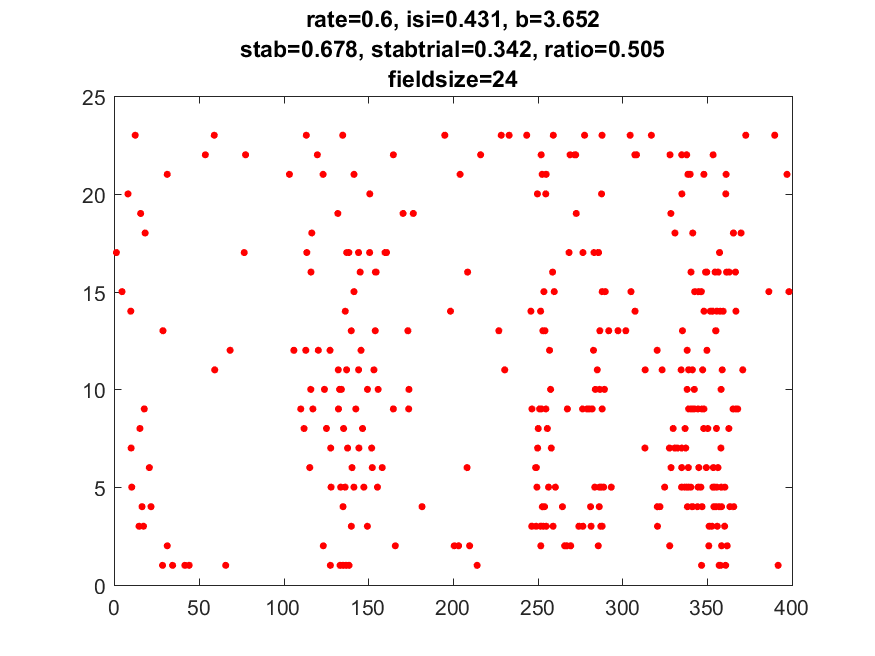 rate=0.6, isi=0.431, b=3.652
stab=0.678, stabtrial=0.342, ratio=0.505
fieldsize=24
25
20
15
10
5
0
0 50 100 150 200 250 300 350 400